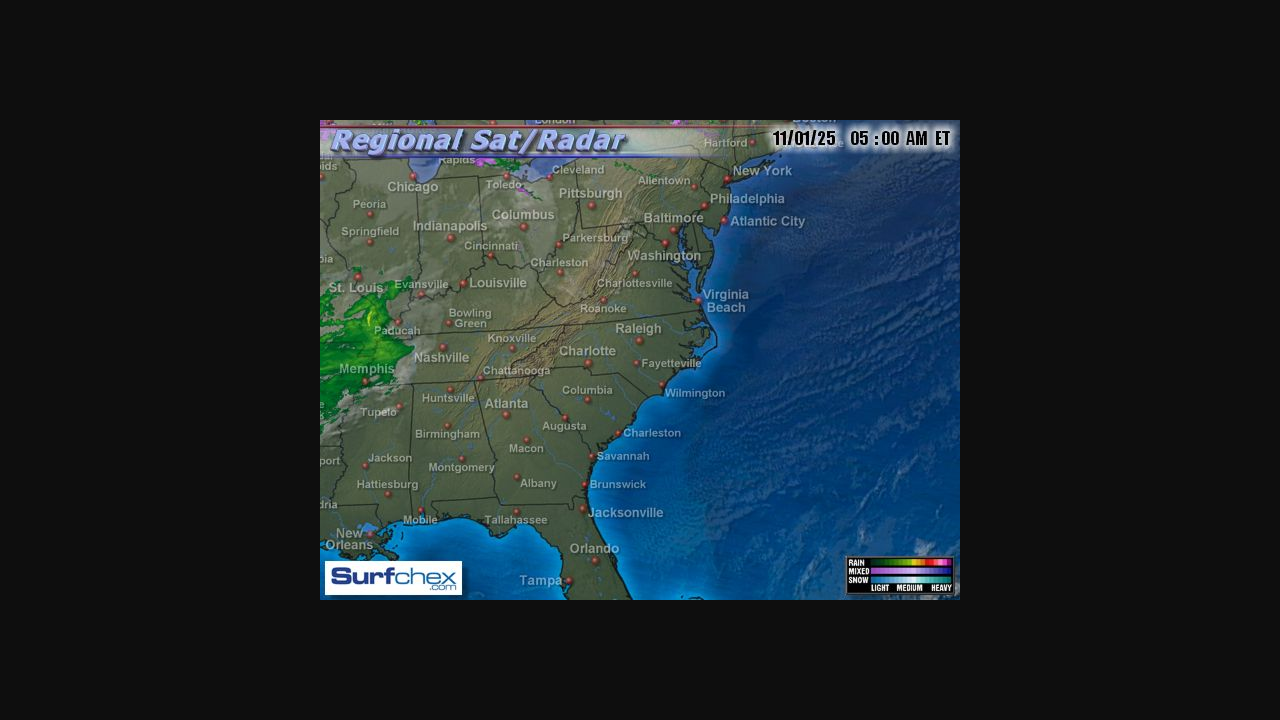 London
Boston
Regional Sat/Radar
11/01/25 05 : 00 AM ET
Hartford
Rapids
ids
Cleveland
New York
Chicago
Toledo
Allentown
Pittsburgh
Philadelphia
Peoria
Columbus
Baltimore
Atlantic City
Springfield
Indianapolis
Parkersburg
Cincinnati
Washington
bia
Charleston
St. Louis
Evansville
Louisville
Charlottesville
Virginia
Beach
Roanoke
Bowling
Green
Paducah
Raleigh
Knoxville
Nashville
Charlotte
Fayetteville
Memphis
Chattanooga
Huntsville
Columbia
Wilmington
Tupelo
Atlanta
Birmingham
Augusta
Charleston
Macon
port
Jackson
Montgomery
Savannah
Hattiesburg
Albany
Brunswick
dria
Mobile
Tallahassee
Jacksonville
New
Orleans
Orlando
Tampa
Surfchex
.com
RAIN
MIXED
SNOW
LIGHT MEDIUM HEAVY